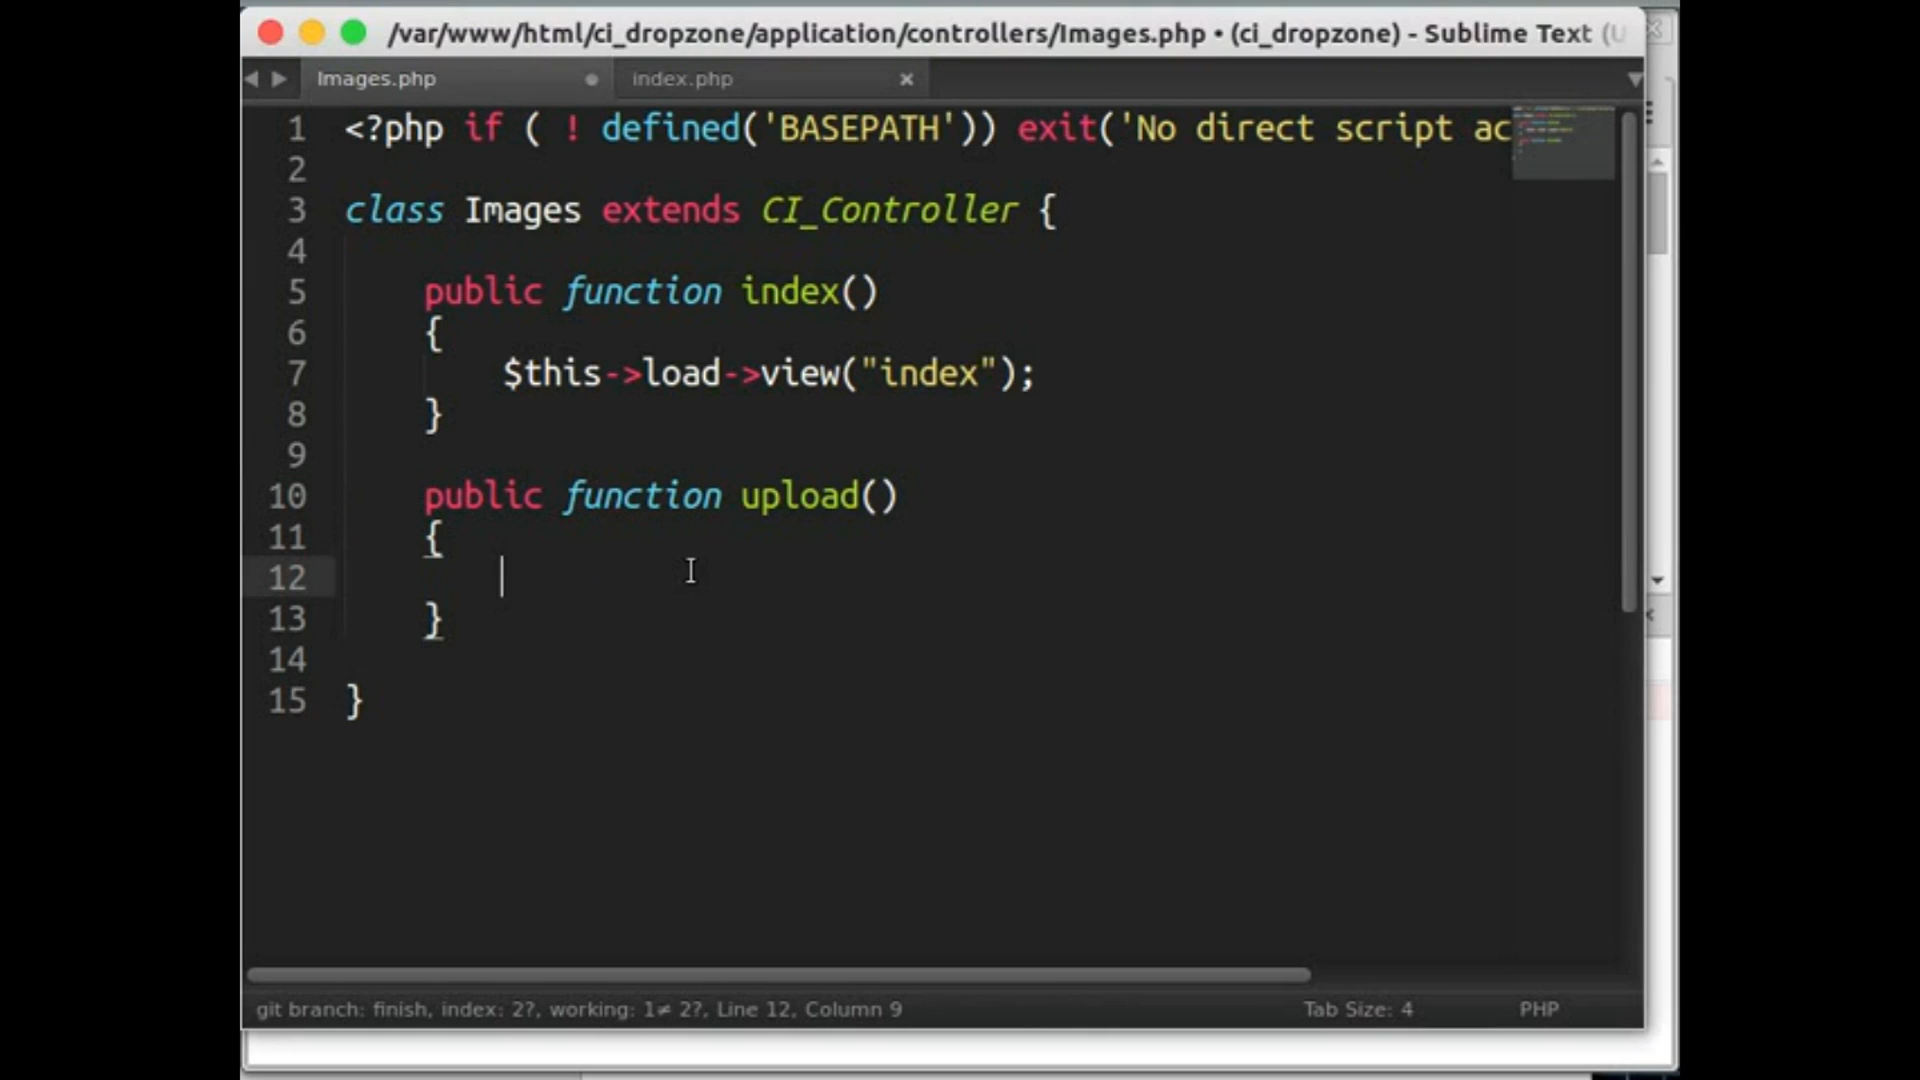 /var/www/html/ci_dropzone/application/controllers/Images.php • (ci_dropzone) - Sublime Text (U
Images.php
index.php
1 <?php if ( ! defined('BASEPATH')) exit('No direct script ac
2
3 class Images extends CI_Controller {
4
5 public function index()
6 {
7 $this->load->view("index");
8 }
9
10 public function upload()
11 {
12
13 }
14
15 }
git branch: finish, index: 2?, working: 1≠ 2?, Line 12, Column 9
Tab Size: 4
PHP